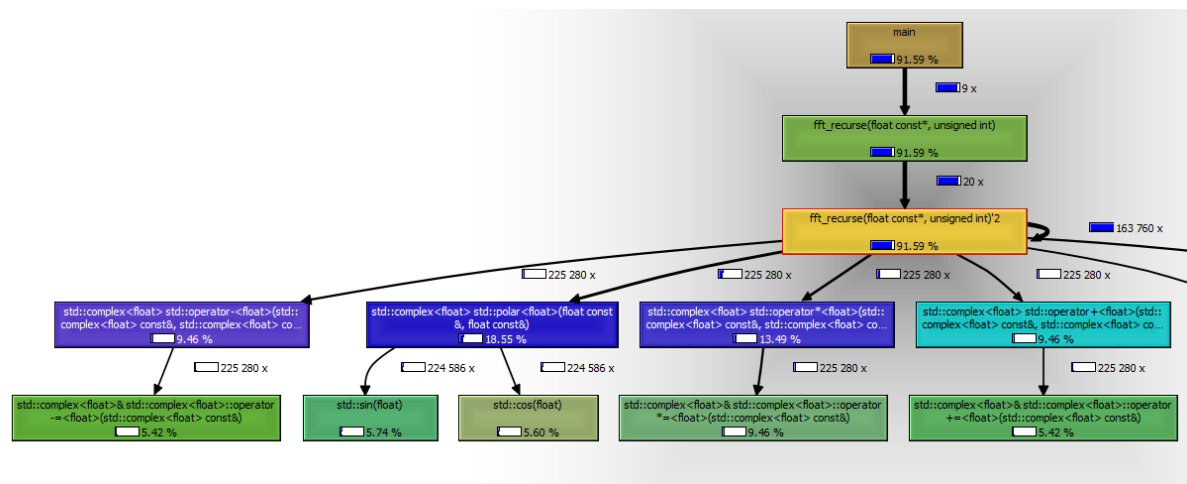 main
91.59 %
9 x
fft_recurse(float const*, unsigned int)
91.59 %
20 x
fft_recurse(float const*, unsigned int)'2
91.59 %
163 760 x
225 280 x
225 280 x
225 280 x
225 280 x
std::complex<float> std::operator-<float>(std::
complex<float> const&, std::complex<float> co...
9.46 %
std::complex<float> std::polar<float>(float const
&, float const&)
18.55 %
std::complex<float> std::operator*<float>(std::
complex<float> const&, std::complex<float> co...
13.49 %
std::complex<float> std::operator+<float>(std::
complex<float> const&, std::complex<float> co...
9.46 %
225 280 x
224 586 x
224 586 x
225 280 x
225 280 x
std::complex<float>& std::complex<float>::operator
-=<float>(std::complex<float> const&)
5.42 %
std::sin(float)
5.74 %
std::cos(float)
5.60 %
std::complex<float>& std::complex<float>::operator
*=<float>(std::complex<float> const&)
9.46 %
std::complex<float>& std::complex<float>::operator
+=<float>(std::complex<float> const&)
5.42 %